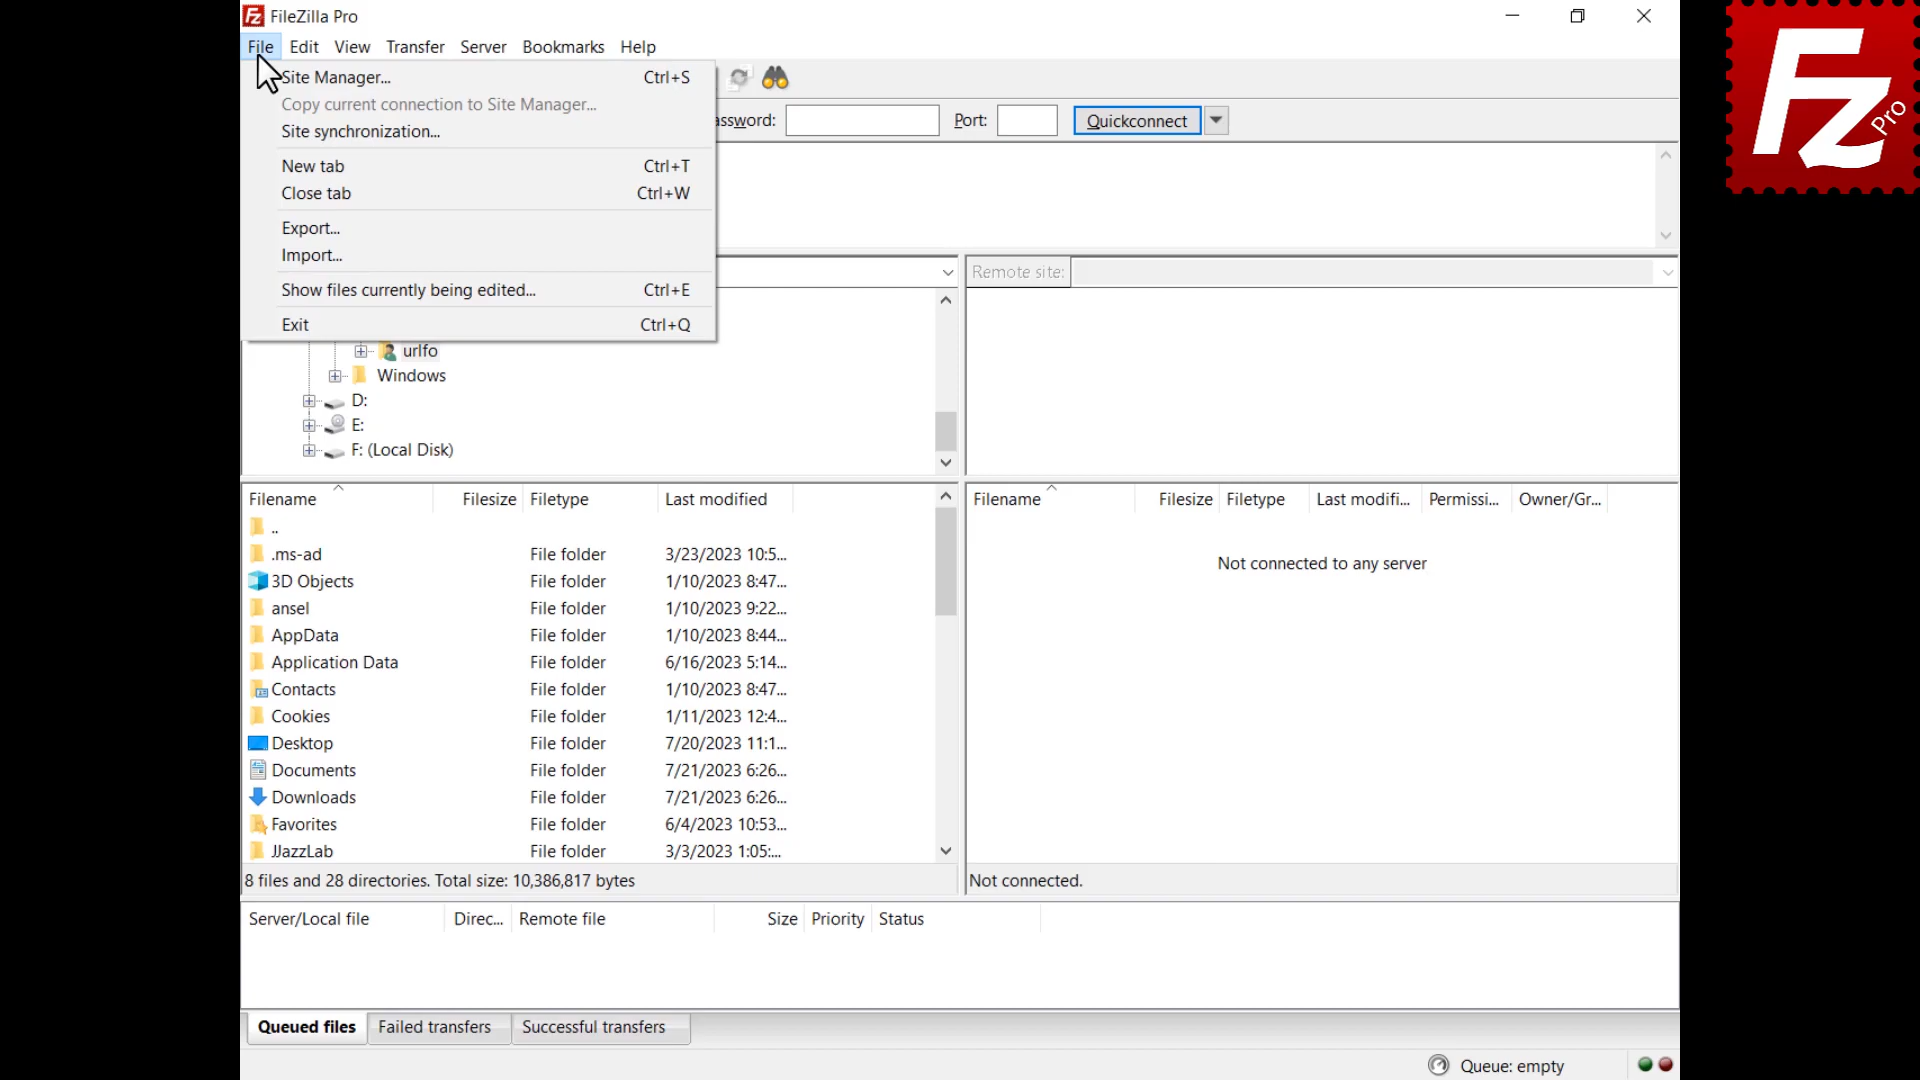 FileZilla Pro
File Edit View Transfer Server Bookmarks Help
Site Manager... Ctrl+S
Copy current connection to Site Manager...
Site synchronization...
New tab Ctrl+T
Close tab Ctrl+W
Export...
Import...
Show files currently being edited... Ctrl+E
Exit Ctrl+Q
assword: Port: Quickconnect
Remote site:
urlfo
Windows
D:
E:
F: (Local Disk)
Filename Filesize Filetype Last modified
..
.ms-ad File folder 3/23/2023 10:5...
3D Objects File folder 1/10/2023 8:47...
ansel File folder 1/10/2023 9:22...
AppData File folder 1/10/2023 8:44...
Application Data File folder 6/16/2023 5:14...
Contacts File folder 1/10/2023 8:47...
Cookies File folder 1/11/2023 12:4...
Desktop File folder 7/20/2023 11:1...
Documents File folder 7/21/2023 6:26...
Downloads File folder 7/21/2023 6:26...
Favorites File folder 6/4/2023 10:53...
JJazzLab File folder 3/3/2023 1:05:...
8 files and 28 directories. Total size: 10,386,817 bytes
Filename Filesize Filetype Last modifi... Permissi... Owner/Gr...
Not connected to any server
Not connected.
Server/Local file Direc... Remote file Size Priority Status
Queued files Failed transfers Successful transfers
Queue: empty
Fz Pro